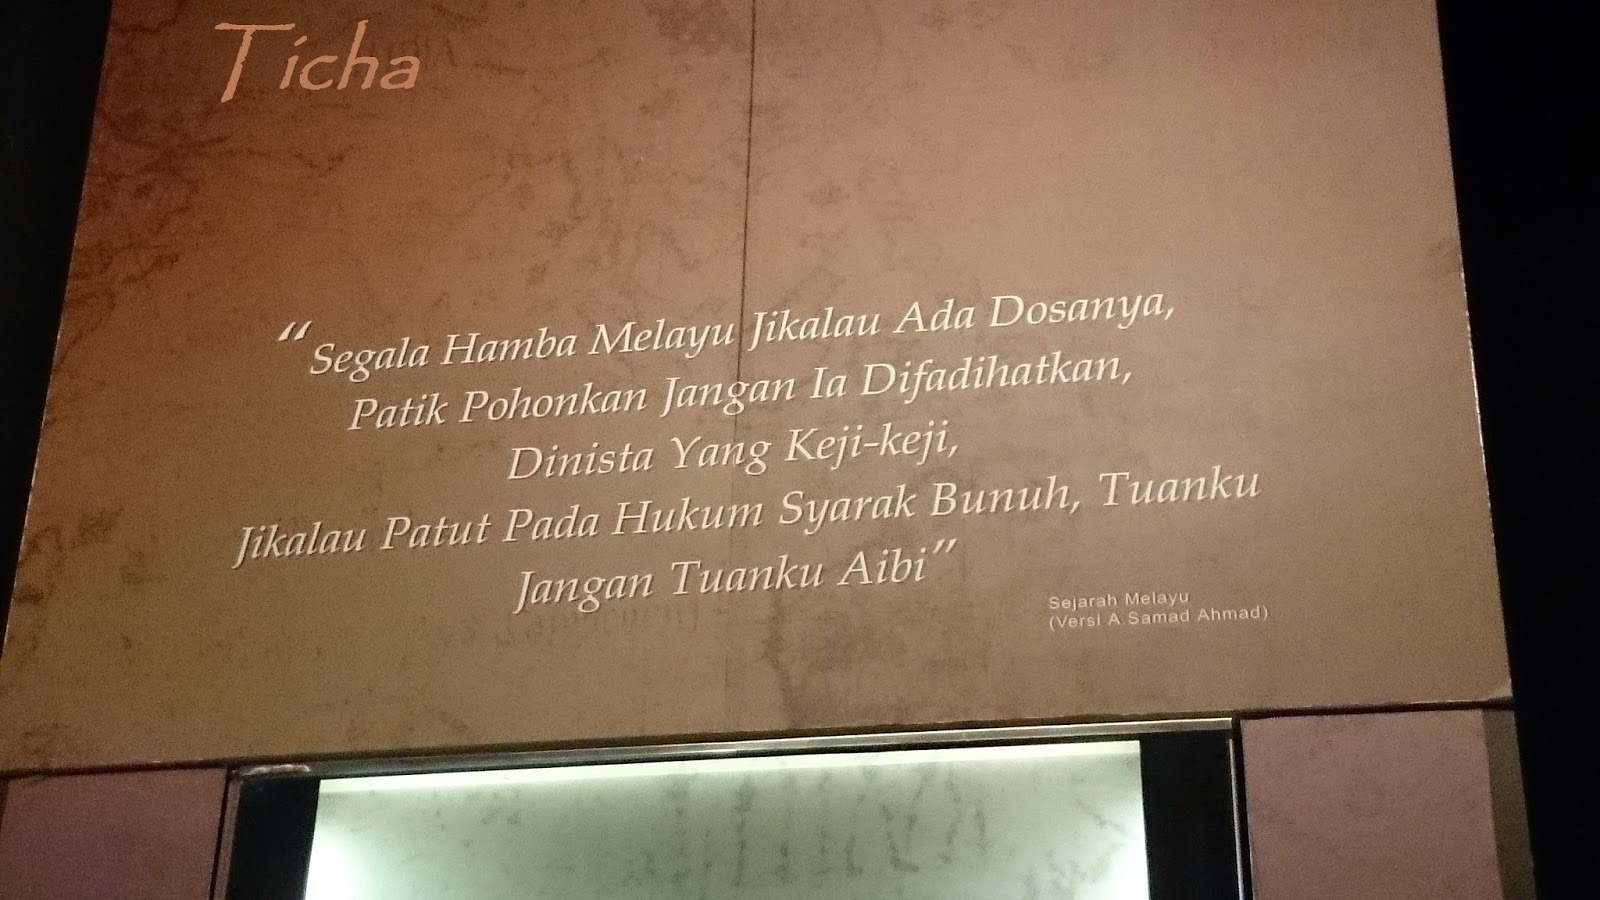 Ticha
“Segala Hamba Melayu Jikalau Ada Dosanya,
Patik Pohonkan Jangan Ia Difadihatkan,
Dinista Yang Keji-keji,
Jikalau Patut Pada Hukum Syarak Bunuh, Tuanku
Jangan Tuanku Aibi”
Sejarah Melayu
(Versi A.Samad Ahmad)